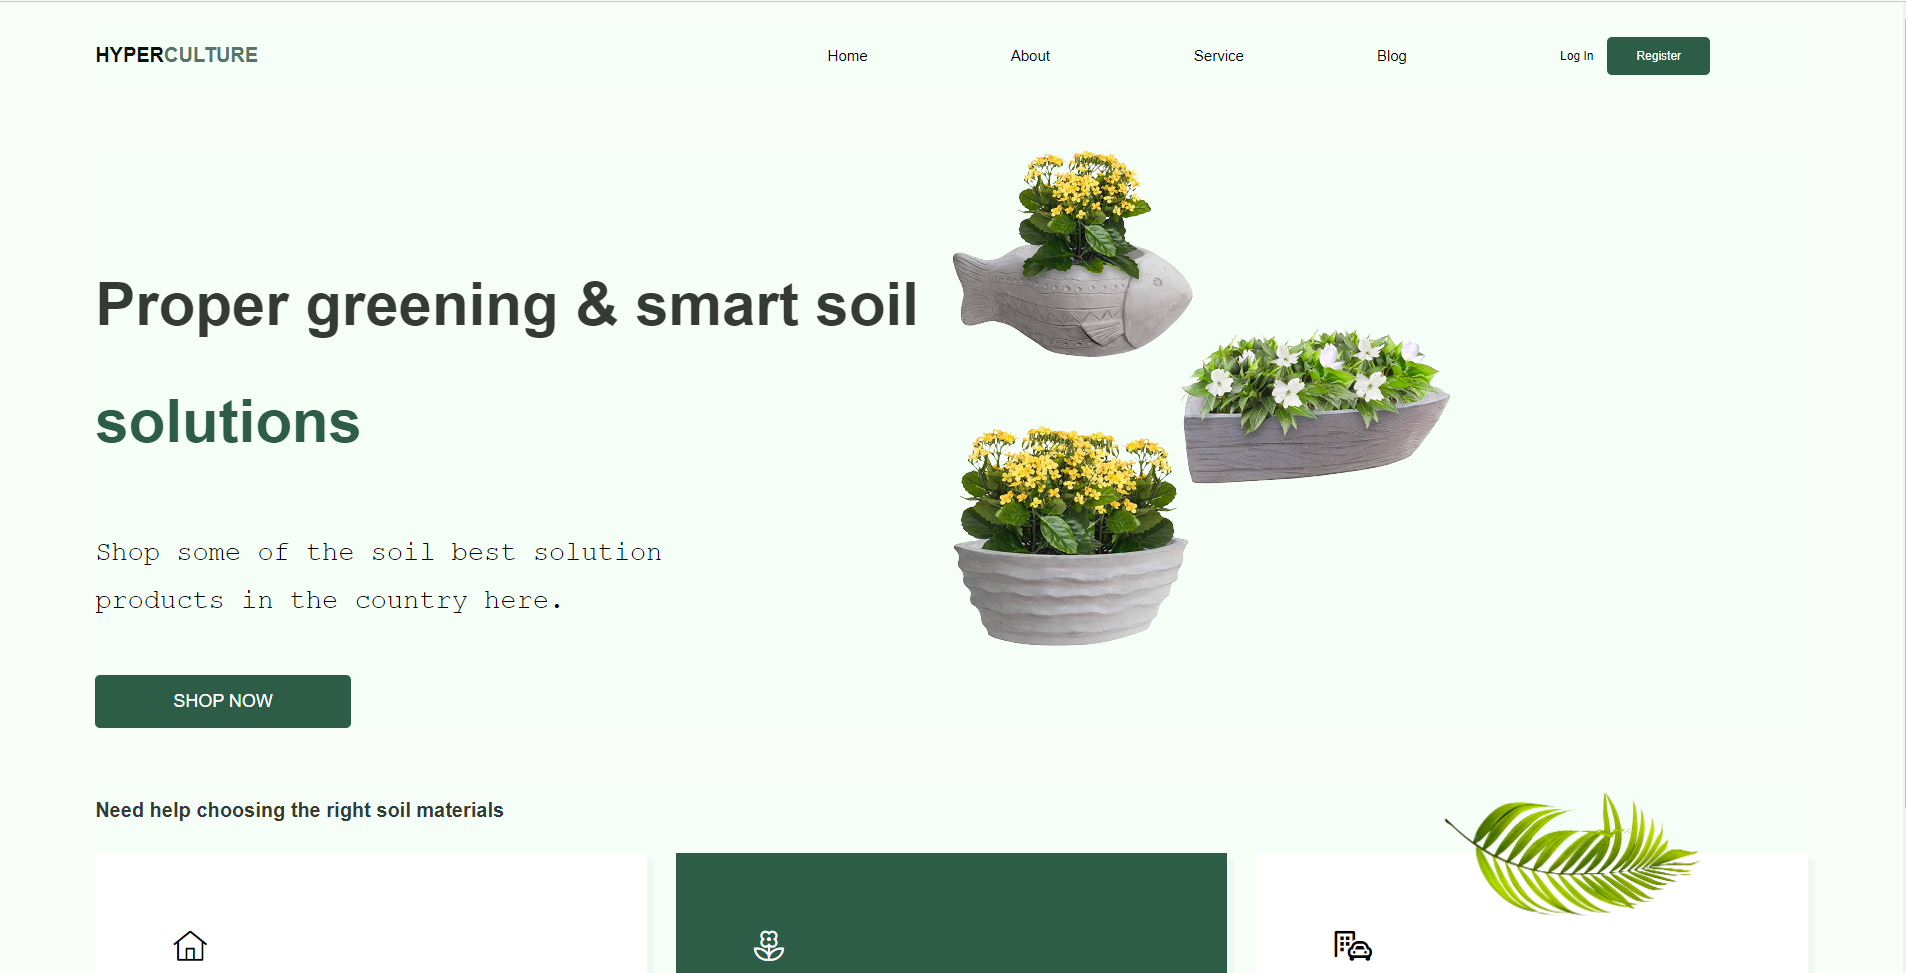 HYPERCULTURE
Home
About
Service
Blog
Log In
Register
Proper greening & smart soil
solutions
Shop some of the soil best solution
products in the country here.
SHOP NOW
Need help choosing the right soil materials